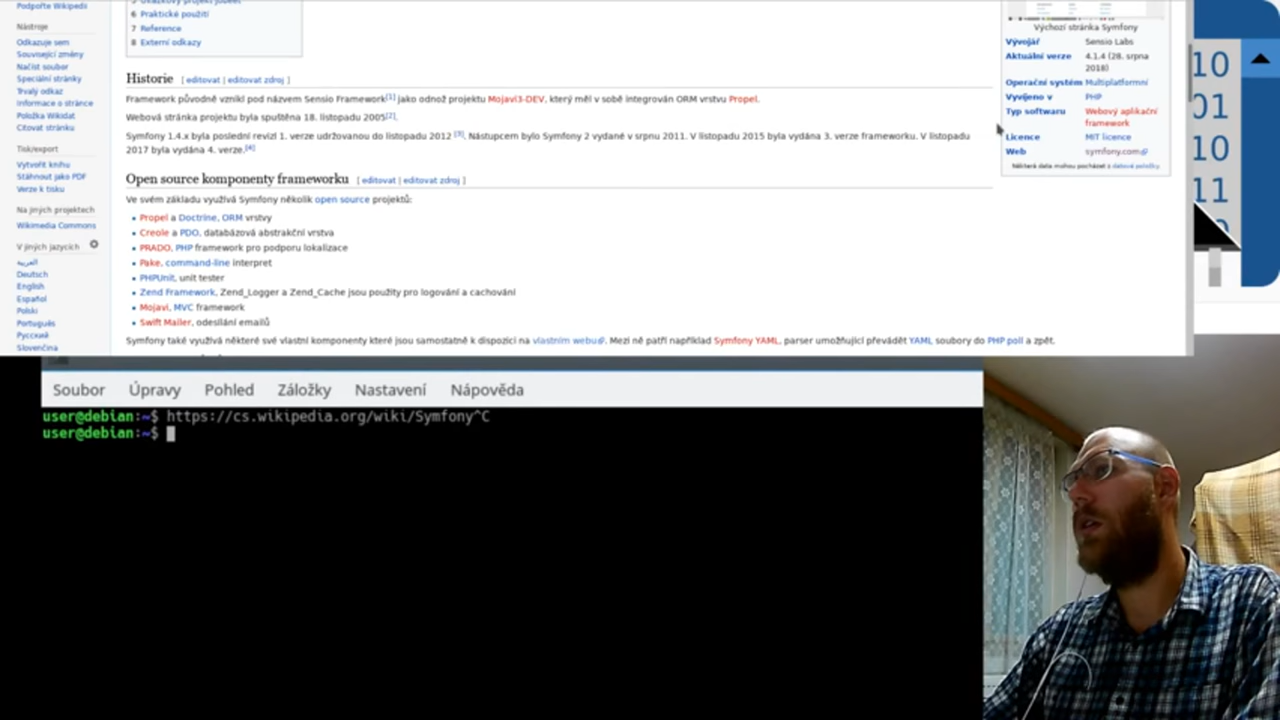 Podpořte Wikipedii
Nástroje
Odkazuje sem
Související změny
Načíst soubor
Speciální stránky
Trvalý odkaz
Informace o stránce
Položka Wikidat
Citovat stránku
Tisk/export
Vytvořit knihu
Stáhnout jako PDF
Verze k tisku
Na jiných projektech
Wikimedia Commons
V jiných jazycích
العربية
Deutsch
English
Español
Polski
Português
Русский
Slovenčina
6 Praktické použití
7 Reference
8 Externí odkazy
Historie [ editovat | editovat zdroj ]
Framework původně vznikl pod názvem Sensio Framework[1] jako odnož projektu Mojavi3-DEV, který měl v sobě integrován ORM vrstvu Propel.
Webová stránka projektu byla spuštěna 18. listopadu 2005[2].
Symfony 1.4.x byla poslední revizí 1. verze udržovanou do listopadu 2012 [3]. Nástupcem bylo Symfony 2 vydané v srpnu 2011. V listopadu 2015 byla vydána 3. verze frameworku. V listopadu
2017 byla vydána 4. verze.[4]
Open source komponenty frameworku [ editovat | editovat zdroj ]
Ve svém základu využívá Symfony několik open source projektů:
• Propel a Doctrine, ORM vrstvy
• Creole a PDO, databázová abstrakční vrstva
• PRADO, PHP framework pro podporu lokalizace
• Pake, command-line interpret
• PHPUnit, unit tester
• Zend Framework, Zend_Logger a Zend_Cache jsou použity pro logování a cachování
• Mojavi, MVC framework
• Swift Mailer, odesílání emailů
Symfony také využívá některé své vlastní komponenty které jsou samostatně k dispozici na vlastním webu. Mezi ně patří například Symfony YAML, parser umožňující převádět YAML soubory do PHP polí a zpět.
Výchozí stránka Symfony
Vývojář Sensio Labs
Aktuální verze 4.1.4 (28. srpna
2018)
Operační systém Multiplatformní
Vyvíjeno v PHP
Typ softwaru Webový aplikační
framework
Licence MIT licence
Web symfony.com
Některá data mohou pocházet z datové položky
10
01
10
11
Soubor Úpravy Pohled Záložky Nastavení Nápověda
user@debian:~$ https://cs.wikipedia.org/wiki/Symfony^C
user@debian:~$